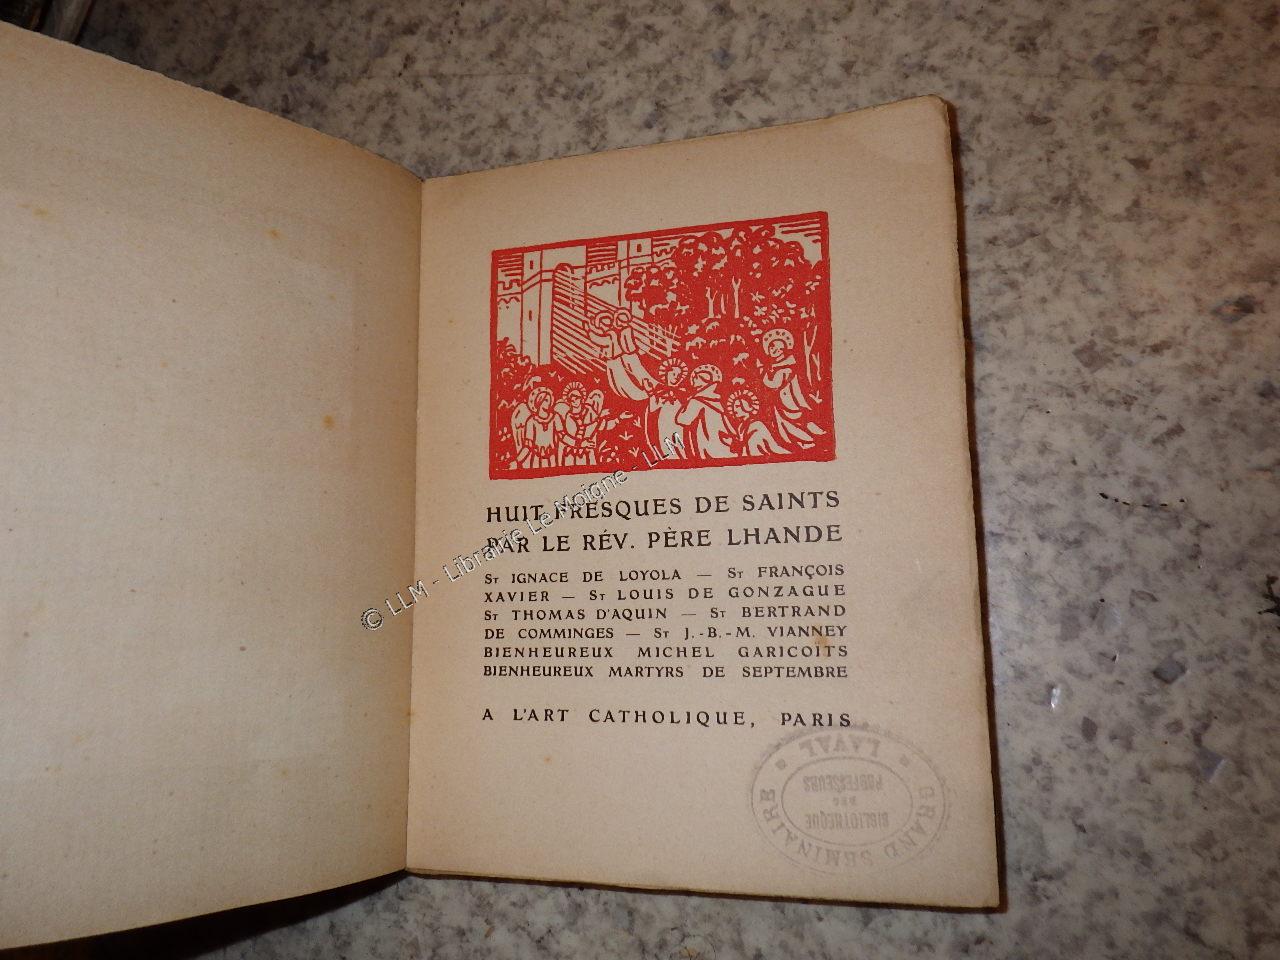 HUIT FRESQUES DE SAINTS
PAR LE RÉV. PÈRE LHANDE
ST IGNACE DE LOYOLA — ST FRANÇOIS
XAVIER — ST LOUIS DE GONZAGUE
ST THOMAS D'AQUIN — ST BERTRAND
DE COMMINGES — ST J.-B.-M. VIANNEY
BIENHEUREUX MICHEL GARICOITS
BIENHEUREUX MARTYRS DE SEPTEMBRE
A L'ART CATHOLIQUE, PARIS
GRAND SEMINAIRE * LAVAL *
BIBLIOTHEQUE
DES
PROFESSEURS
© LLM - Librairie Le Moigne - LLM